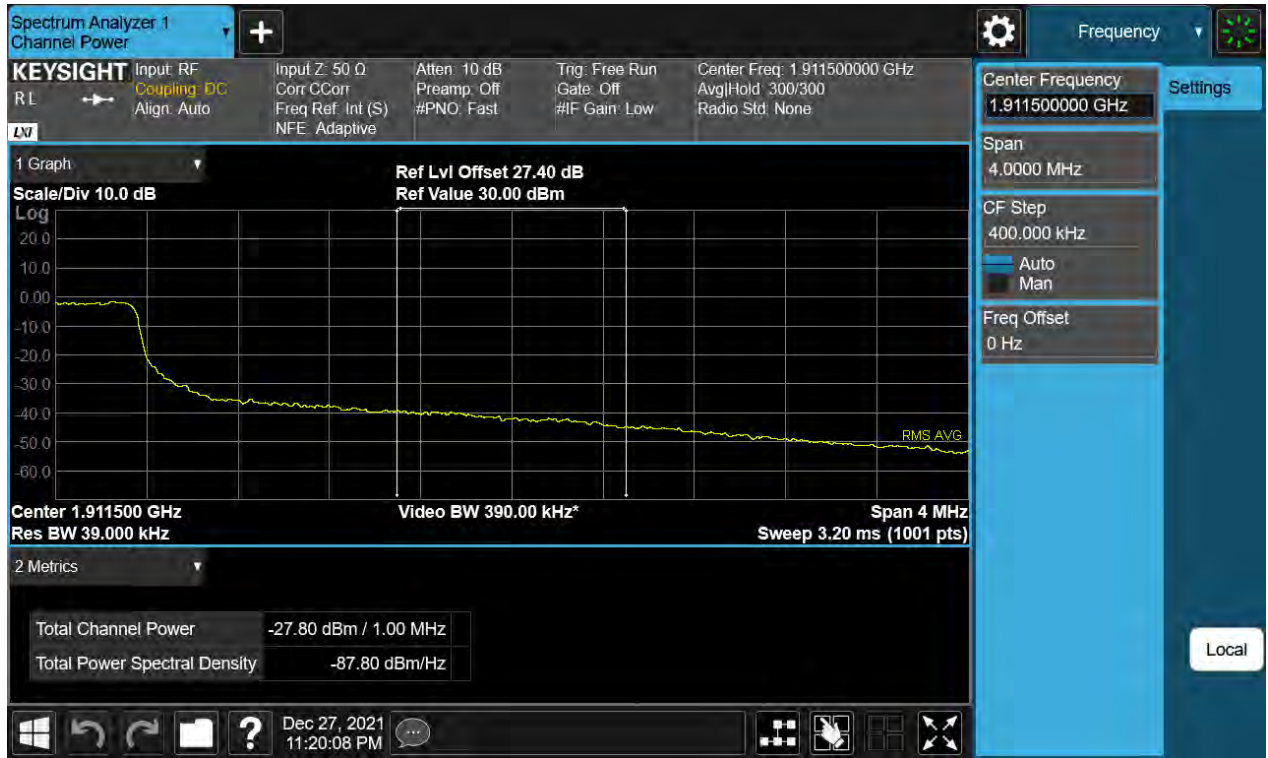 Spectrum Analyzer 1
Channel Power
Frequency
KEYSIGHT
RL
LXI
Input: RF
Coupling: DC
Align: Auto
Input Z: 50 Ω
Corr CCorr
Freq Ref: Int (S)
NFE: Adaptive
Atten: 10 dB
Preamp: Off
#PNO: Fast
Trig: Free Run
Gate: Off
#IF Gain: Low
Center Freq: 1.911500000 GHz
Avg|Hold: 300/300
Radio Std: None
1 Graph
Scale/Div 10.0 dB
Ref Lvl Offset 27.40 dB
Ref Value 30.00 dBm
Log
20.0
10.0
0.00
-10.0
-20.0
-30.0
-40.0
-50.0
-60.0
RMS AVG
Center 1.911500 GHz
Video BW 390.00 kHz*
Span 4 MHz
Res BW 39.000 kHz
Sweep 3.20 ms (1001 pts)
2 Metrics
Total Channel Power -27.80 dBm / 1.00 MHz
Total Power Spectral Density -87.80 dBm/Hz
Dec 27, 2021
11:20:08 PM
Center Frequency
1.911500000 GHz
Settings
Span
4.0000 MHz
CF Step
400.000 kHz
Auto
Man
Freq Offset
0 Hz
Local